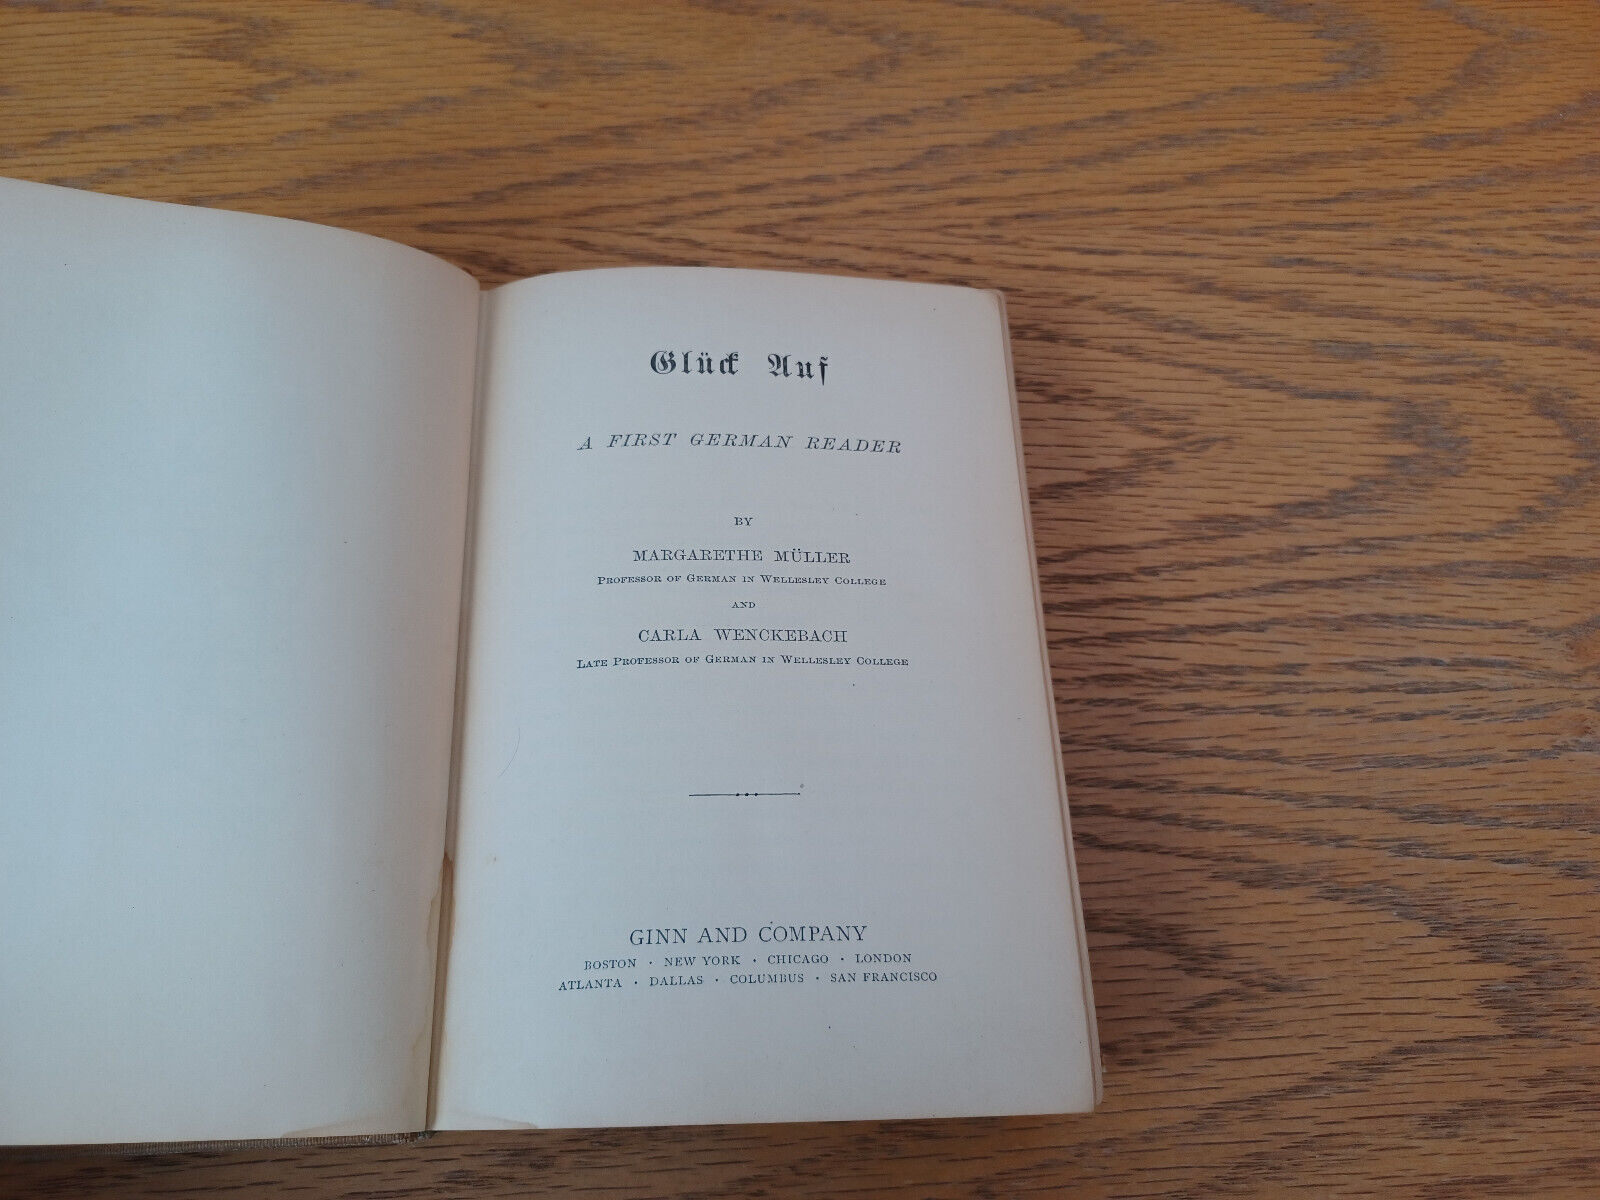 Glück Auf
A FIRST GERMAN READER
BY
MARGARETHE MÜLLER
PROFESSOR OF GERMAN IN WELLESLEY COLLEGE
AND
CARLA WENCKEBACH
LATE PROFESSOR OF GERMAN IN WELLESLEY COLLEGE
GINN AND COMPANY
BOSTON · NEW YORK · CHICAGO · LONDON
ATLANTA · DALLAS · COLUMBUS · SAN FRANCISCO